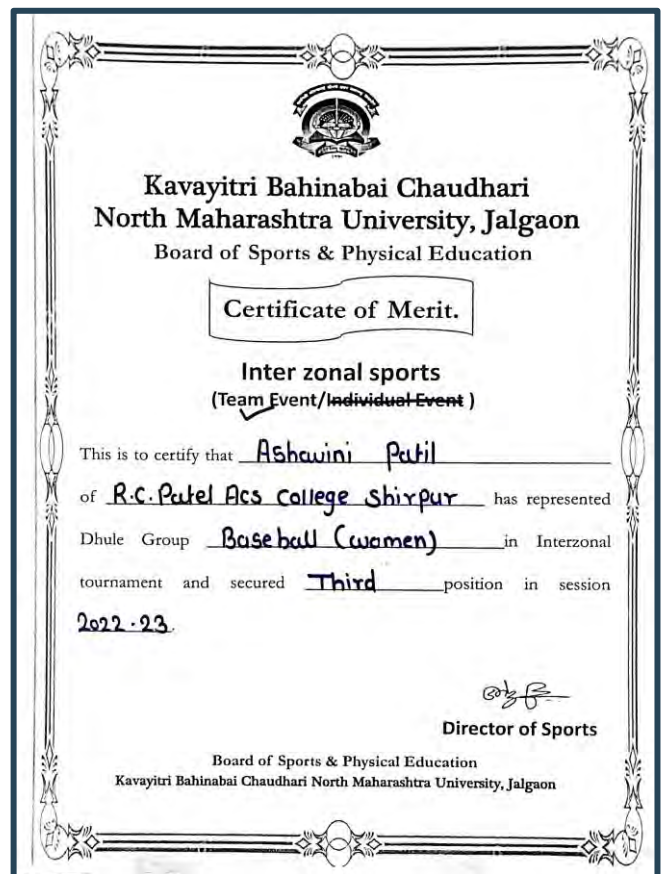 Kavayitri Bahinabai Chaudhari
North Maharashtra University, Jalgaon
Board of Sports & Physical Education
Certificate of Merit.
Inter zonal sports
(Team Event/Individual Event )
This is to certify that Ashawini Patil
of R.C. Patel Acs College Shirpur has represented
Dhule Group Baseball (women) in Interzonal
tournament and secured Third position in session
2022-23.
Director of Sports
Board of Sports & Physical Education
Kavayitri Bahinabai Chaudhari North Maharashtra University, Jalgaon